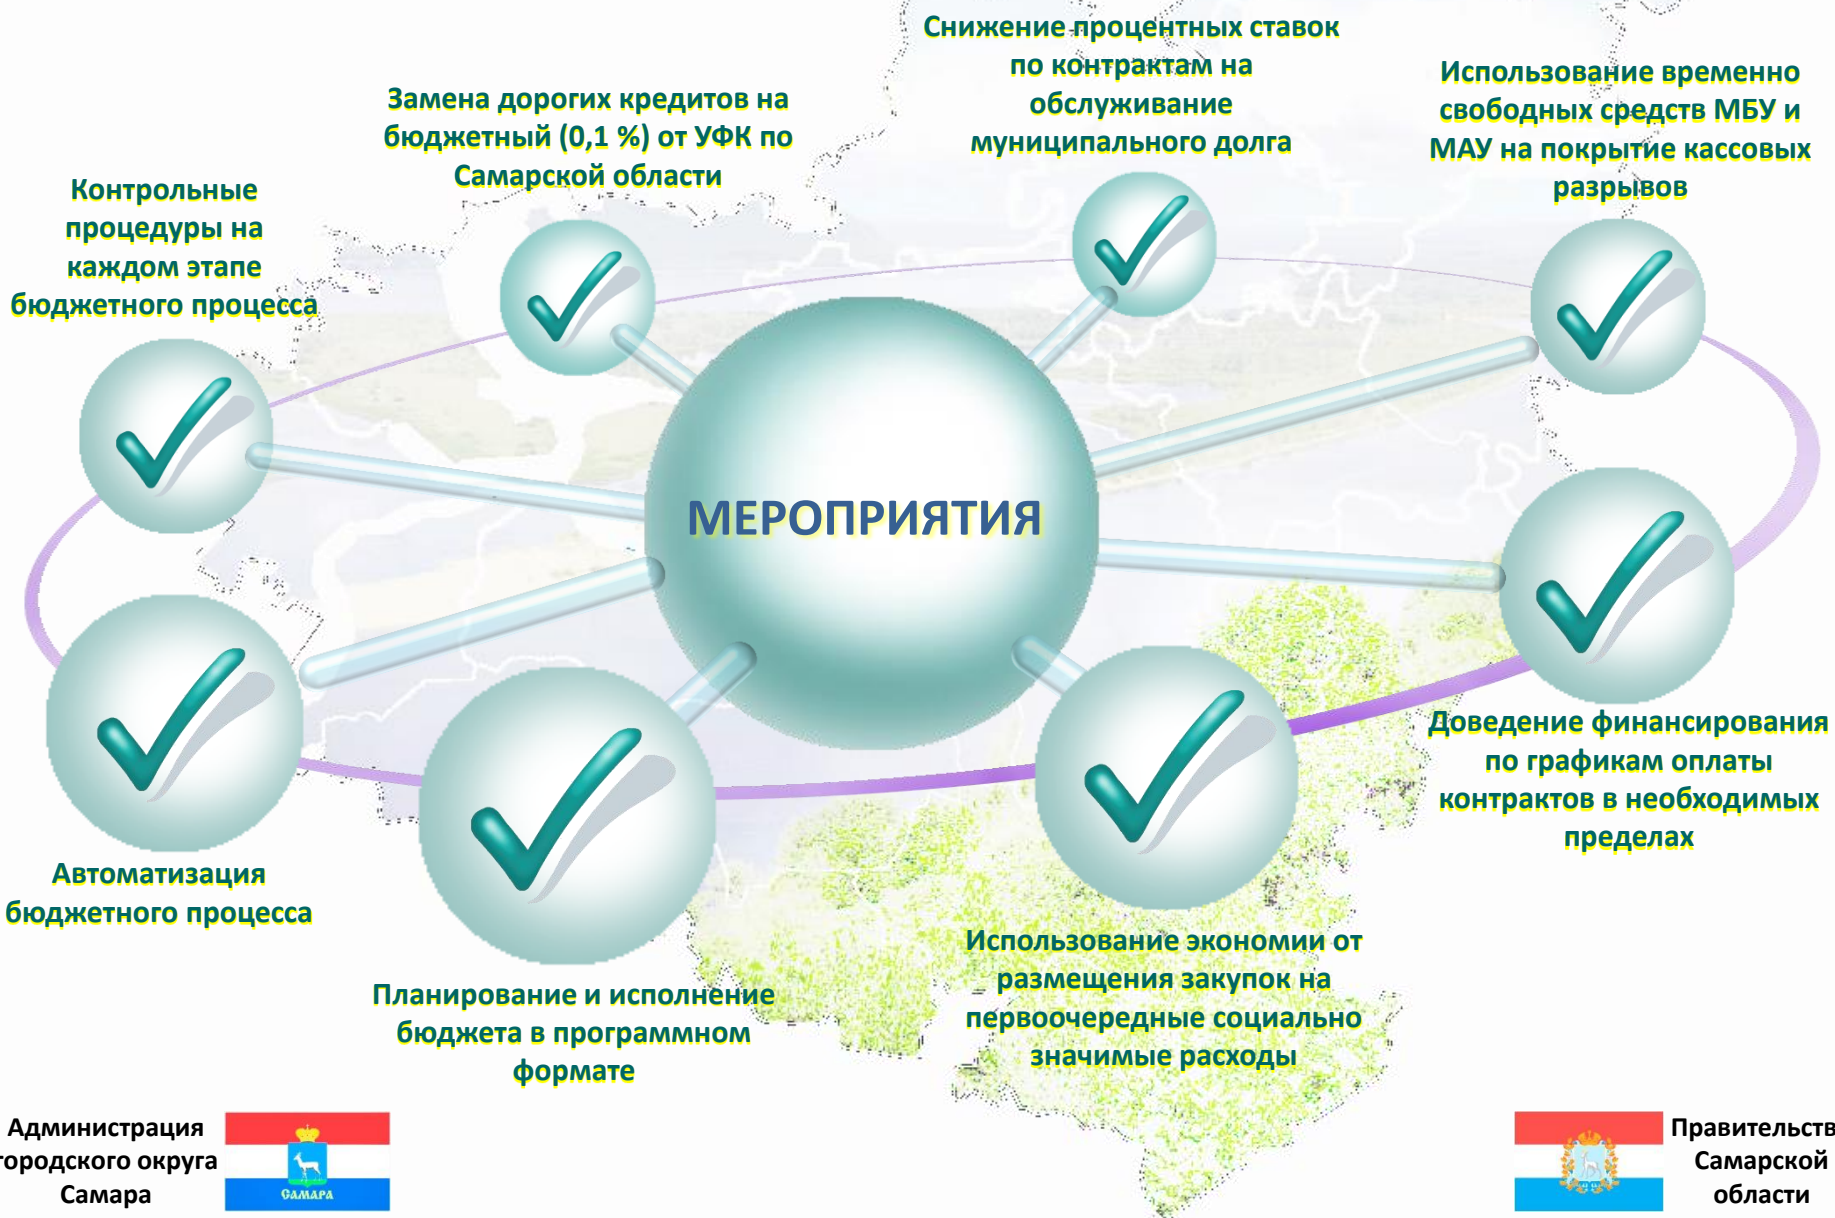 Снижение процентных ставок
по контрактам на
обслуживание
муниципального долга
Использование временно
свободных средств МБУ и
МАУ на покрытие кассовых
разрывов
Замена дорогих кредитов на
бюджетный (0,1 %) от УФК по
Самарской области
Контрольные
процедуры на
каждом этапе
бюджетного процесса
МЕРОПРИЯТИЯ
Доведение финансирования
по графикам оплаты
контрактов в необходимых
пределах
Автоматизация
бюджетного процесса
Использование экономии от
размещения закупок на
первоочередные социально
значимые расходы
Планирование и исполнение
бюджета в программном
формате
Администрация
городского округа
Самара
САМАРА
Правительств
Самарской
области